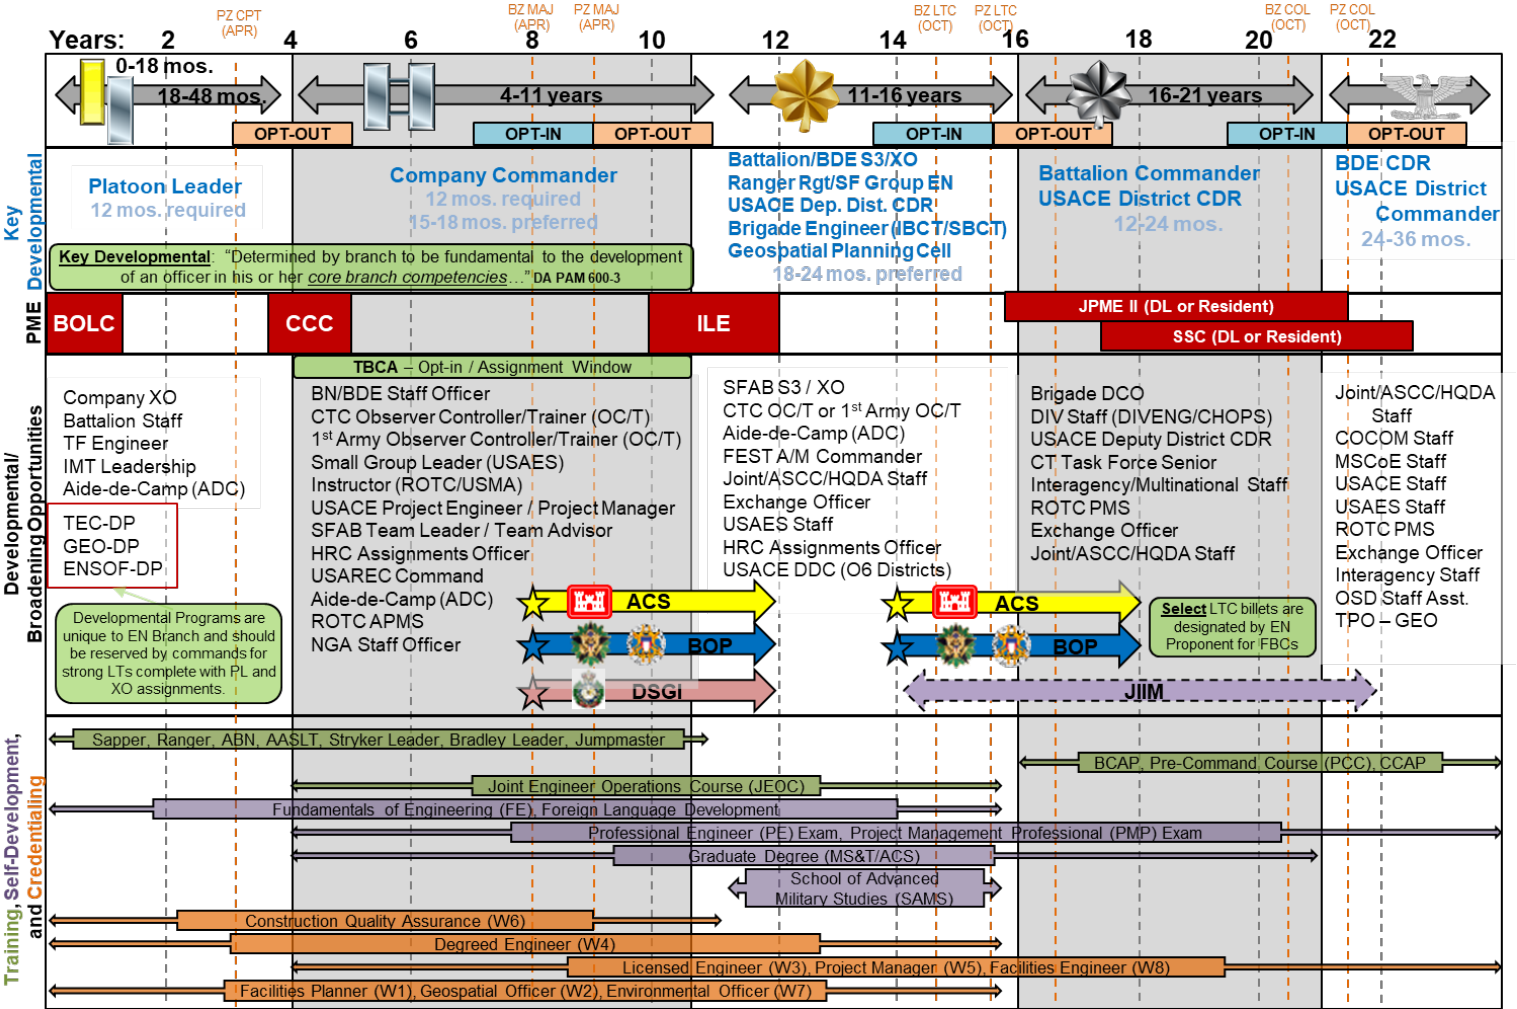 PZ CPT
(APR)
BZ MAJ
(APR)
PZ MAJ
(APR)
BZ LTC
(OCT)
PZ LTC
(OCT)
BZ COL
(OCT)
PZ COL
(OCT)
Years: 2 4 6 8 10 12 14 16 18 20 22
0-18 mos.
18-48 mos.
4-11 years
11-16 years
16-21 years
OPT-OUT
OPT-IN
OPT-OUT
OPT-IN
OPT-OUT
OPT-IN
OPT-OUT
Key
Developmental
Platoon Leader
12 mos. required
Company Commander
12 mos. required
15-18 mos. preferred
Battalion/BDE S3/XO
Ranger Rgt/SF Group EN
USACE Dep. Dist. CDR
Brigade Engineer (IBCT/SBCT)
Geospatial Planning Cell
18-24 mos. preferred
Battalion Commander
USACE District CDR
12-24 mos.
BDE CDR
USACE District
Commander
24-36 mos.
Key Developmental: “Determined by branch to be fundamental to the development
of an officer in his or her core branch competencies…” DA PAM 600-3
PME
BOLC
CCC
ILE
JPME II (DL or Resident)
SSC (DL or Resident)
Developmental/
Broadening Opportunities
Company XO
Battalion Staff
TF Engineer
IMT Leadership
Aide-de-Camp (ADC)
TEC-DP
GEO-DP
ENSOF-DP
Developmental Programs are
unique to EN Branch and should
be reserved by commands for
strong LTs complete with PL and
XO assignments.
TBCA – Opt-in / Assignment Window
BN/BDE Staff Officer
CTC Observer Controller/Trainer (OC/T)
1st Army Observer Controller/Trainer (OC/T)
Small Group Leader (USAES)
Instructor (ROTC/USMA)
USACE Project Engineer / Project Manager
SFAB Team Leader / Team Advisor
HRC Assignments Officer
USAREC Command
Aide-de-Camp (ADC)
ROTC APMS
NGA Staff Officer
SFAB S3 / XO
CTC OC/T or 1st Army OC/T
Aide-de-Camp (ADC)
FEST A/M Commander
Joint/ASCC/HQDA Staff
Exchange Officer
USAES Staff
HRC Assignments Officer
USACE DDC (O6 Districts)
Brigade DCO
DIV Staff (DIVENG/CHOPS)
USACE Deputy District CDR
CT Task Force Senior
Interagency/Multinational Staff
ROTC PMS
Exchange Officer
Joint/ASCC/HQDA Staff
Joint/ASCC/HQDA
Staff
COCOM Staff
MSCoE Staff
USACE Staff
USAES Staff
ROTC PMS
Exchange Officer
Interagency Staff
OSD Staff Asst.
TPO – GEO
ACS
BOP
DSGI
ACS
BOP
JIIM
Select LTC billets are
designated by EN
Proponent for FBCs
Training, Self-Development,
and Credentialing
Sapper, Ranger, ABN, AASLT, Stryker Leader, Bradley Leader, Jumpmaster
BCAP, Pre-Command Course (PCC), CCAP
Joint Engineer Operations Course (JEOC)
Fundamentals of Engineering (FE), Foreign Language Development
Professional Engineer (PE) Exam, Project Management Professional (PMP) Exam
Graduate Degree (MS&T/ACS)
School of Advanced
Military Studies (SAMS)
Construction Quality Assurance (W6)
Degreed Engineer (W4)
Licensed Engineer (W3), Project Manager (W5), Facilities Engineer (W8)
Facilities Planner (W1), Geospatial Officer (W2), Environmental Officer (W7)